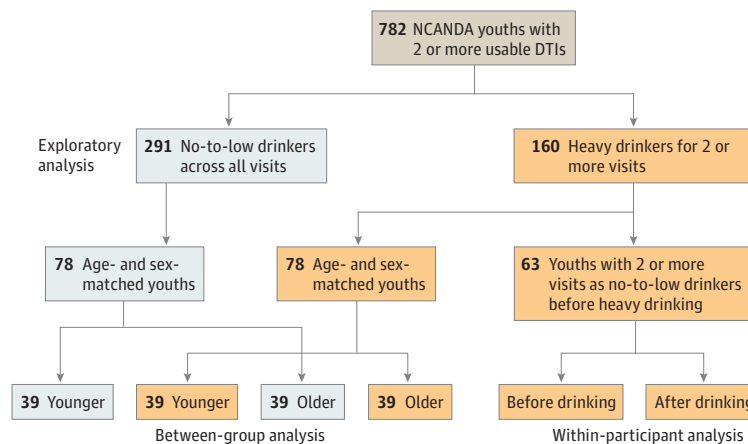 782 NCANDA youths with
2 or more usable DTIs
Exploratory
analysis
291 No-to-low drinkers
across all visits
160 Heavy drinkers for 2 or
more visits
78 Age- and sex-
matched youths
78 Age- and sex-
matched youths
63 Youths with 2 or more
visits as no-to-low drinkers
before heavy drinking
39 Younger
39 Younger
39 Older
39 Older
Before drinking
After drinking
Between-group analysis
Within-participant analysis